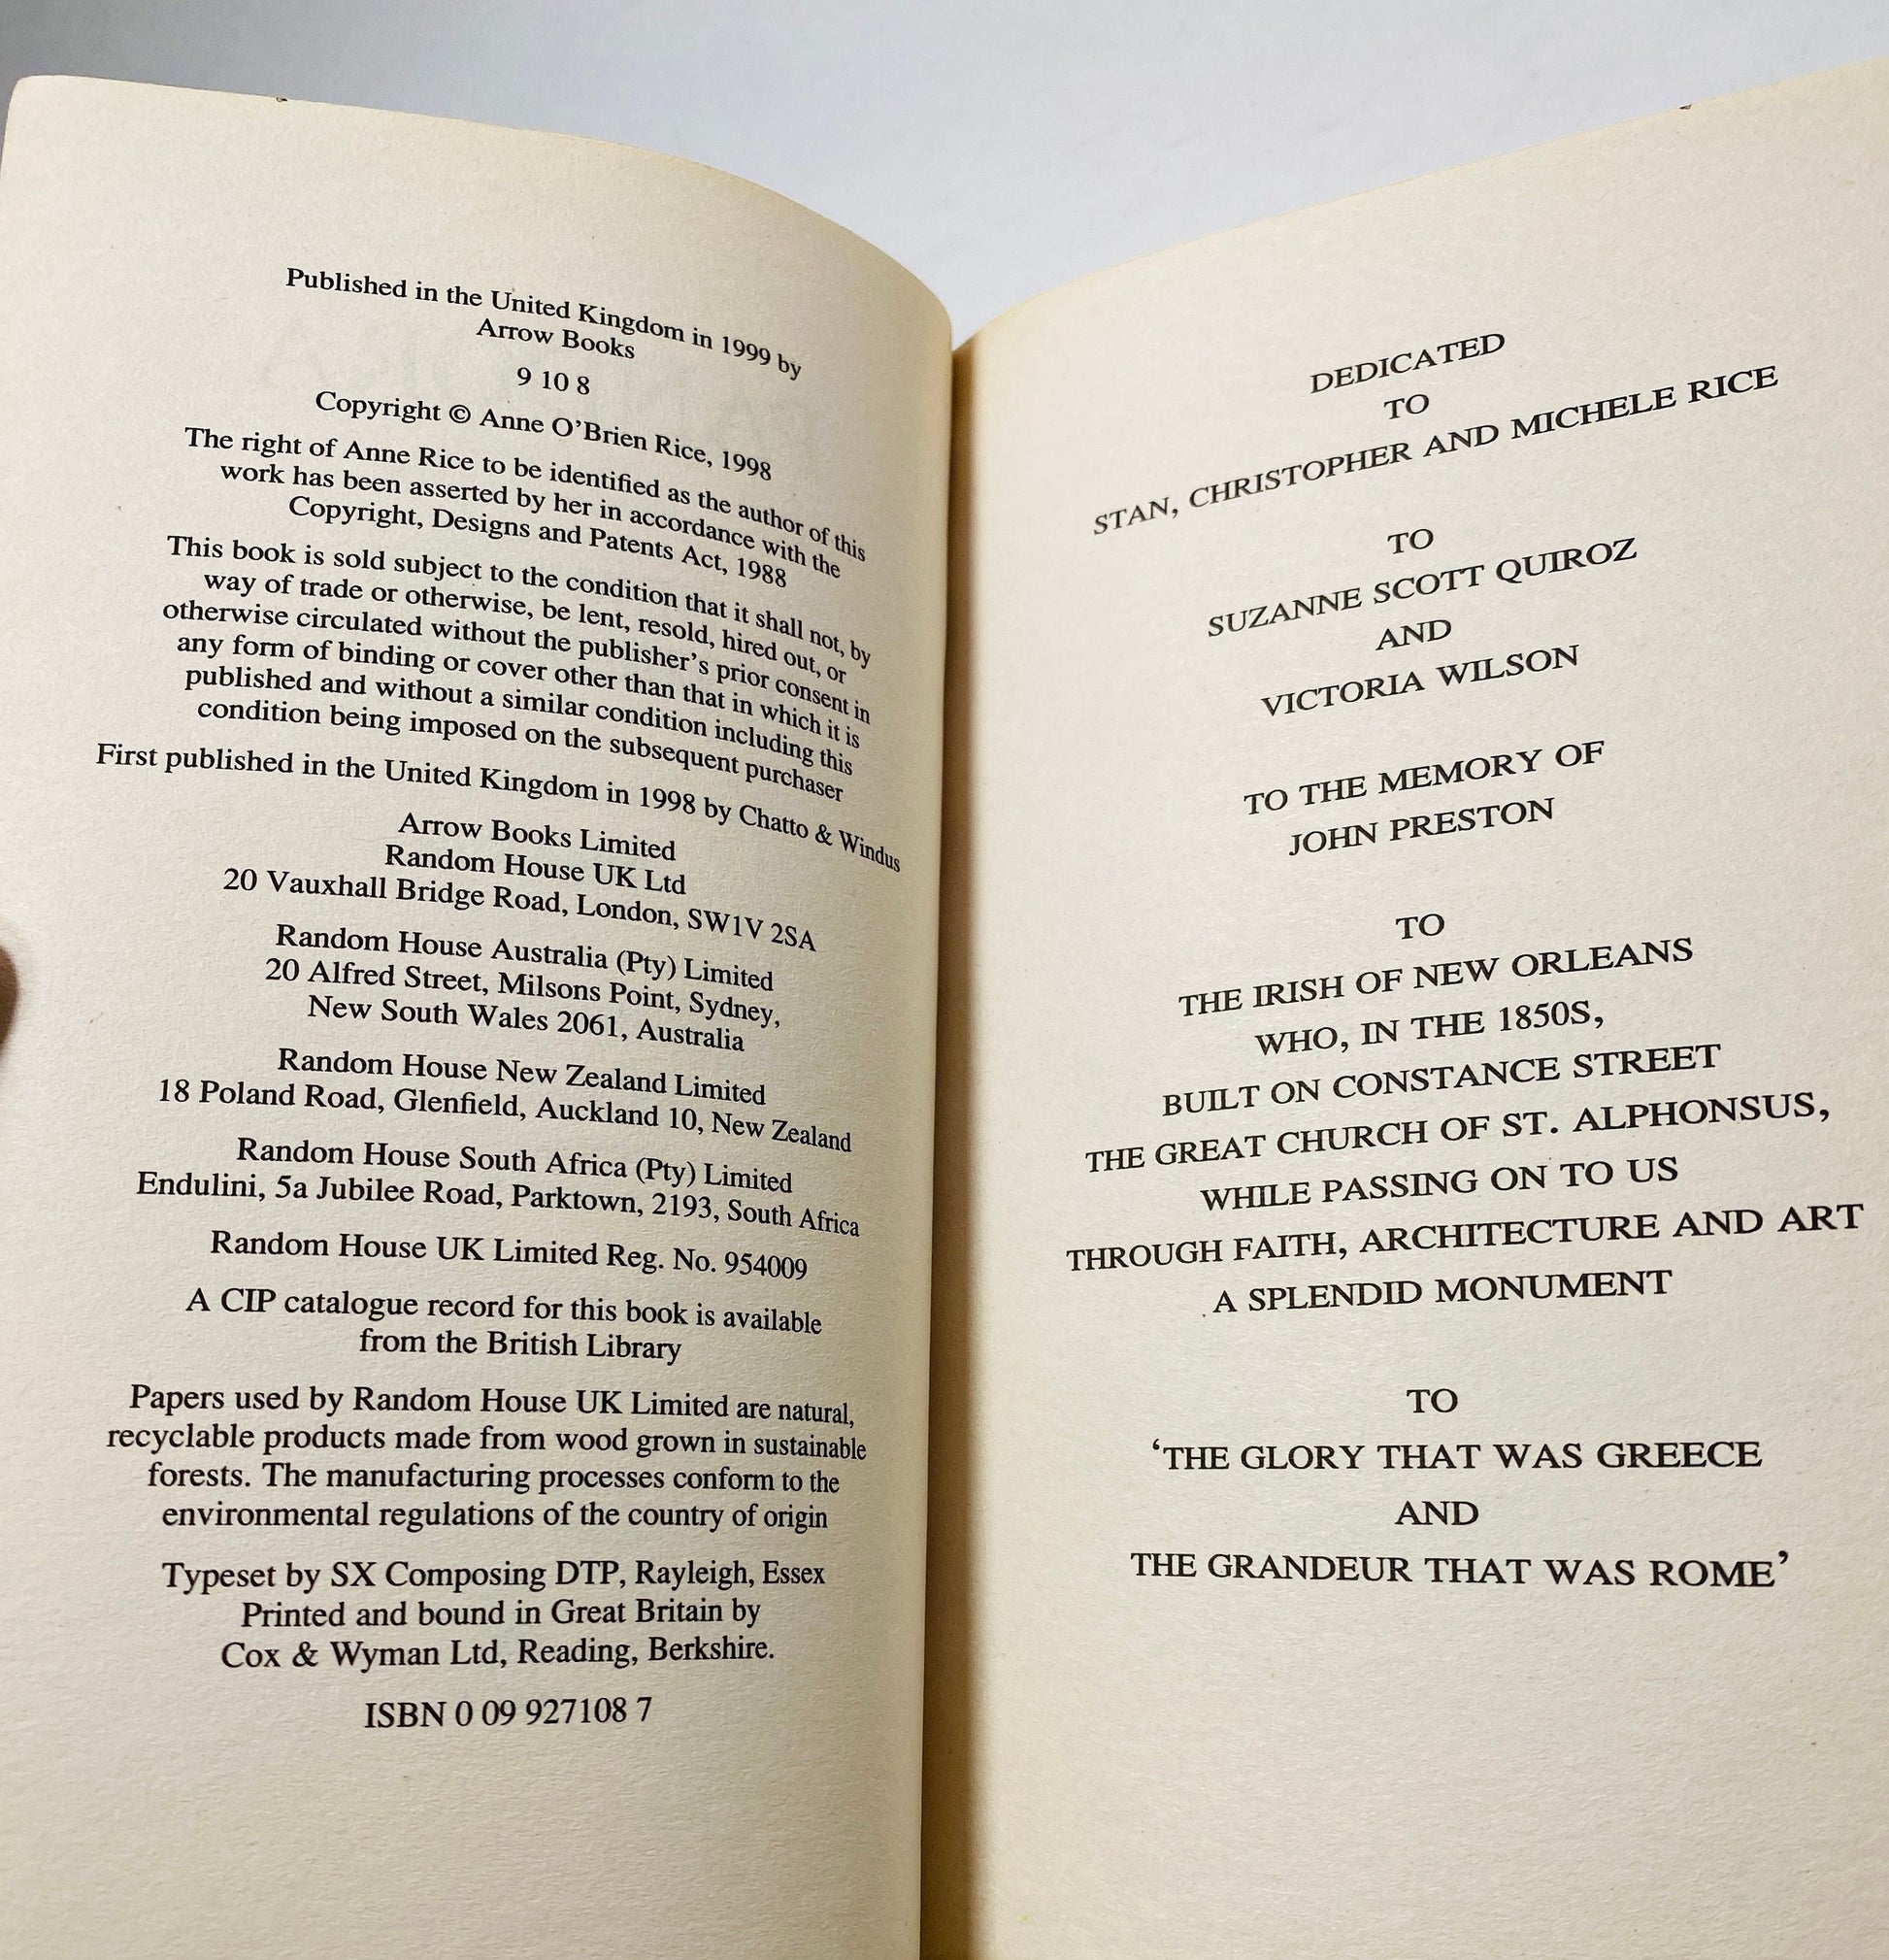 Published in the United Kingdom in 1999 by
Arrow Books
9 10 8
Copyright © Anne O’Brien Rice, 1998
The right of Anne Rice to be identified as the author of this
work has been asserted by her in accordance with the
Copyright, Designs and Patents Act, 1988
This book is sold subject to the condition that it shall not, by
way of trade or otherwise, be lent, resold, hired out, or
otherwise circulated without the publisher’s prior consent in
any form of binding or cover other than that in which it is
published and without a similar condition including this
condition being imposed on the subsequent purchaser
First published in the United Kingdom in 1998 by Chatto & Windus
Arrow Books Limited
Random House UK Ltd
20 Vauxhall Bridge Road, London, SW1V 2SA
Random House Australia (Pty) Limited
20 Alfred Street, Milsons Point, Sydney,
New South Wales 2061, Australia
Random House New Zealand Limited
18 Poland Road, Glenfield, Auckland 10, New Zealand
Random House South Africa (Pty) Limited
Endulini, 5a Jubilee Road, Parktown, 2193, South Africa
Random House UK Limited Reg. No. 954009
A CIP catalogue record for this book is available
from the British Library
Papers used by Random House UK Limited are natural,
recyclable products made from wood grown in sustainable
forests. The manufacturing processes conform to the
environmental regulations of the country of origin
Typeset by SX Composing DTP, Rayleigh, Essex
Printed and bound in Great Britain by
Cox & Wyman Ltd, Reading, Berkshire.
ISBN 0 09 927108 7
DEDICATED
TO
STAN, CHRISTOPHER AND MICHELE RICE
TO
SUZANNE SCOTT QUIROZ
AND
VICTORIA WILSON
TO THE MEMORY OF
JOHN PRESTON
TO
THE IRISH OF NEW ORLEANS
WHO, IN THE 1850S,
BUILT ON CONSTANCE STREET
THE GREAT CHURCH OF ST. ALPHONSUS,
WHILE PASSING ON TO US
THROUGH FAITH, ARCHITECTURE AND ART
A SPLENDID MONUMENT
TO
‘THE GLORY THAT WAS GREECE
AND
THE GRANDEUR THAT WAS ROME’